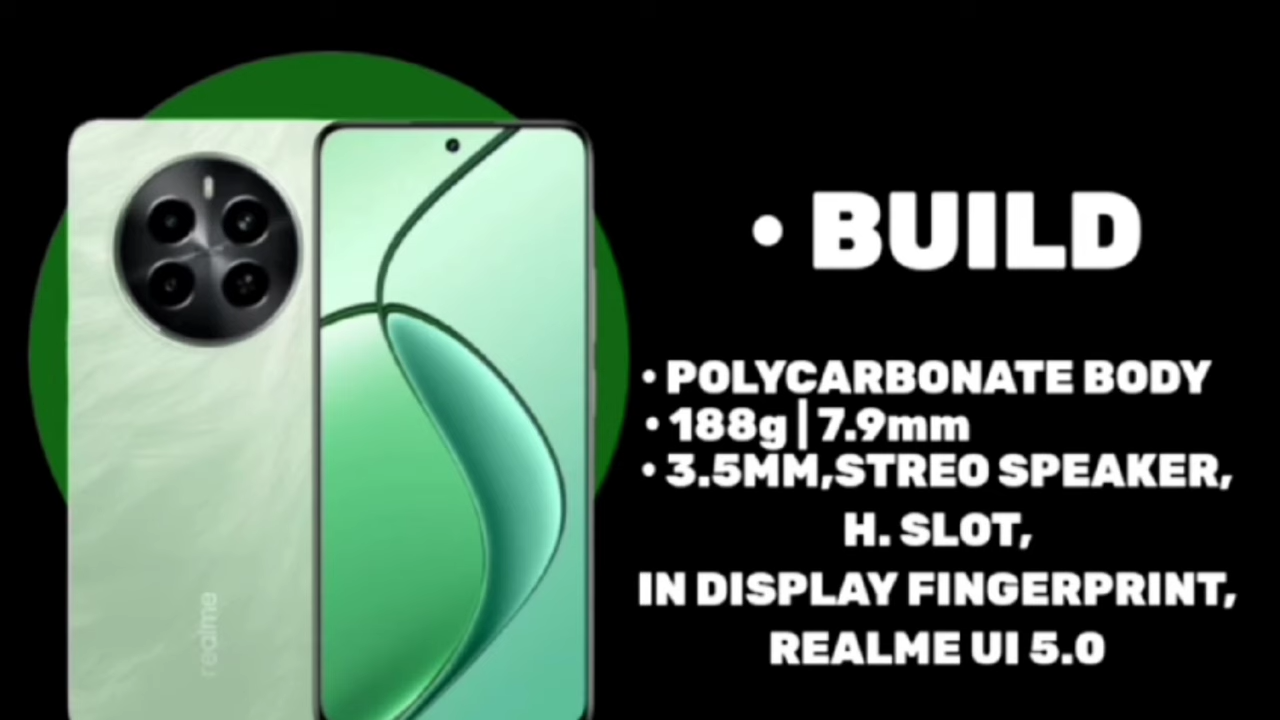 • BUILD
• POLYCARBONATE BODY
• 188g | 7.9mm
• 3.5MM,STREO SPEAKER,
H. SLOT,
IN DISPLAY FINGERPRINT,
REALME UI 5.0
realme